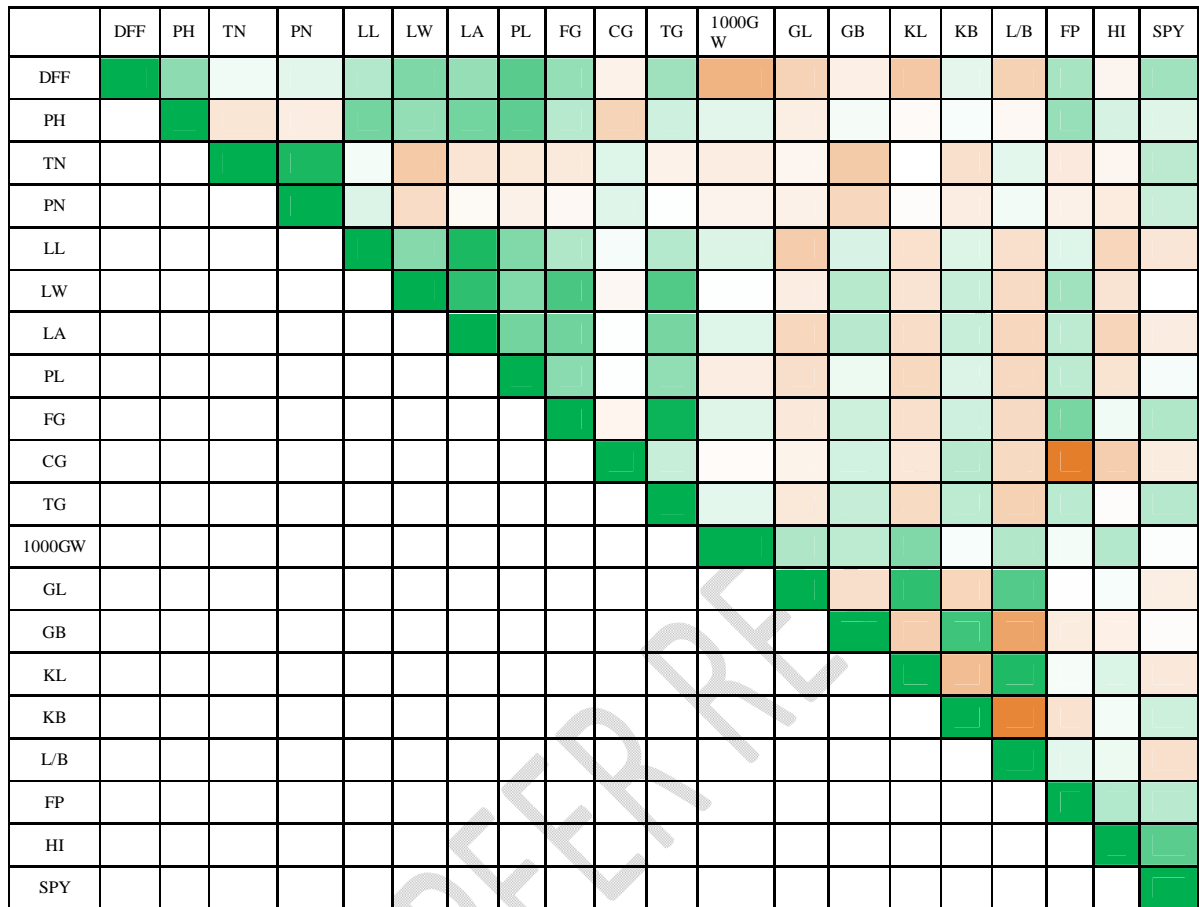 DFF PH TN PN LL LW LA PL FG CG TG 1000G GL GB KL KB L/B FP HI SPY
W
DFF
PH
TN
PN
LL
LW
LA
PL
FG
CG
TG
1000GW
GL
GB
KL
KB
L/B
FP
HI
SPY
PEER RE